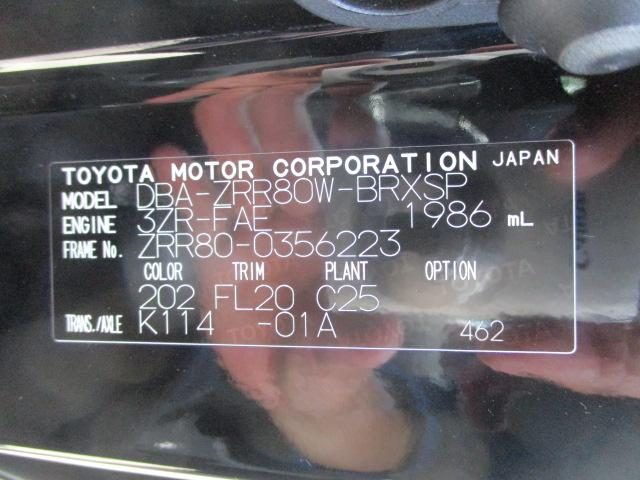 TOYOTA MOTOR CORPORATION JAPAN
MODEL DBA-ZRR80W-BRXSP
ENGINE 3ZR-FAE 1986 mL
FRAME No. ZRR80-0356223
COLOR TRIM PLANT OPTION
202 FL20 C25
TRANS./AXLE K114 -01A 462